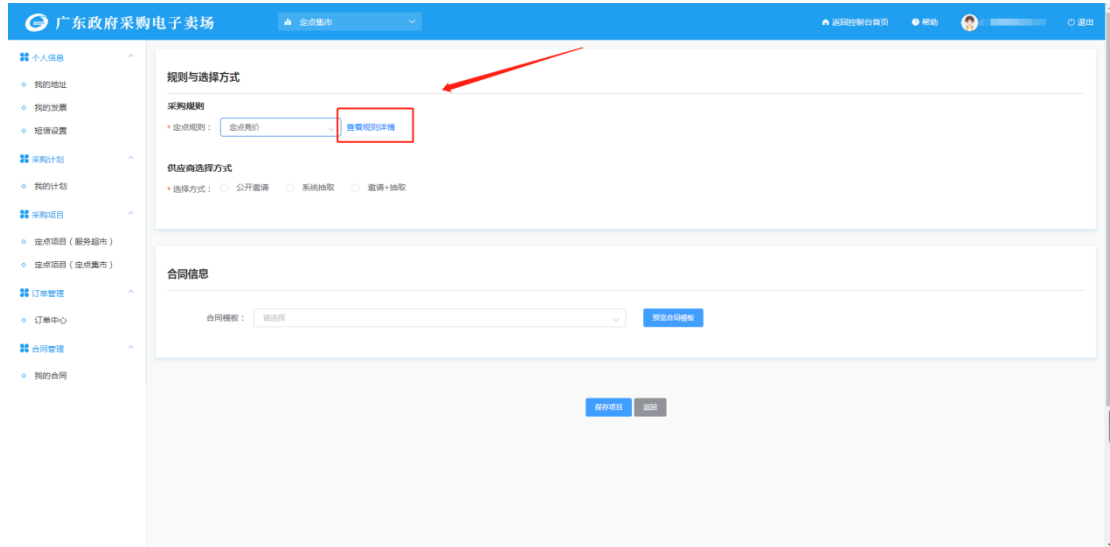 广东政府采购电子卖场
定点集市
返回控制台首页
帮助
退出
个人信息
我的地址
我的发票
短信设置
采购计划
我的计划
采购项目
定点项目（服务超市）
定点项目（定点集市）
订单管理
订单中心
合同管理
我的合同
规则与选择方式
采购规则
* 定点规则： 定点竞价 查看规则详情
供应商选择方式
* 选择方式： 公开邀请 系统抽取 邀请+抽取
合同信息
合同模板： 请选择 预览合同模板
保存项目 返回